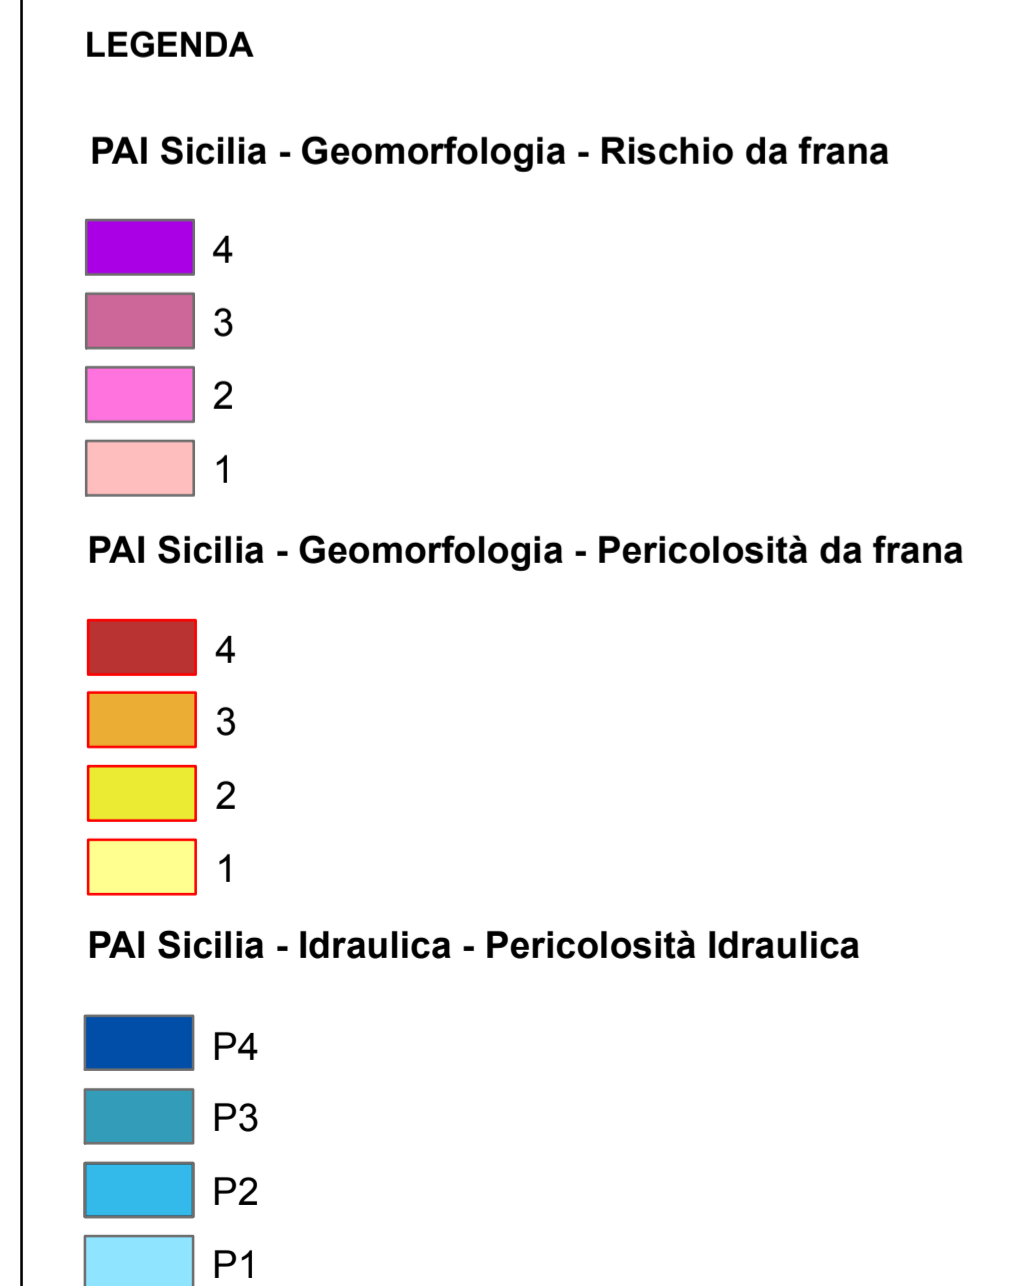 LEGENDA
PAI Sicilia - Geomorfologia - Rischio da frana
4
3
2
1
PAI Sicilia - Geomorfologia - Pericolosità da frana
4
3
2
1
PAI Sicilia - Idraulica - Pericolosità Idraulica
P4
P3
P2
P1